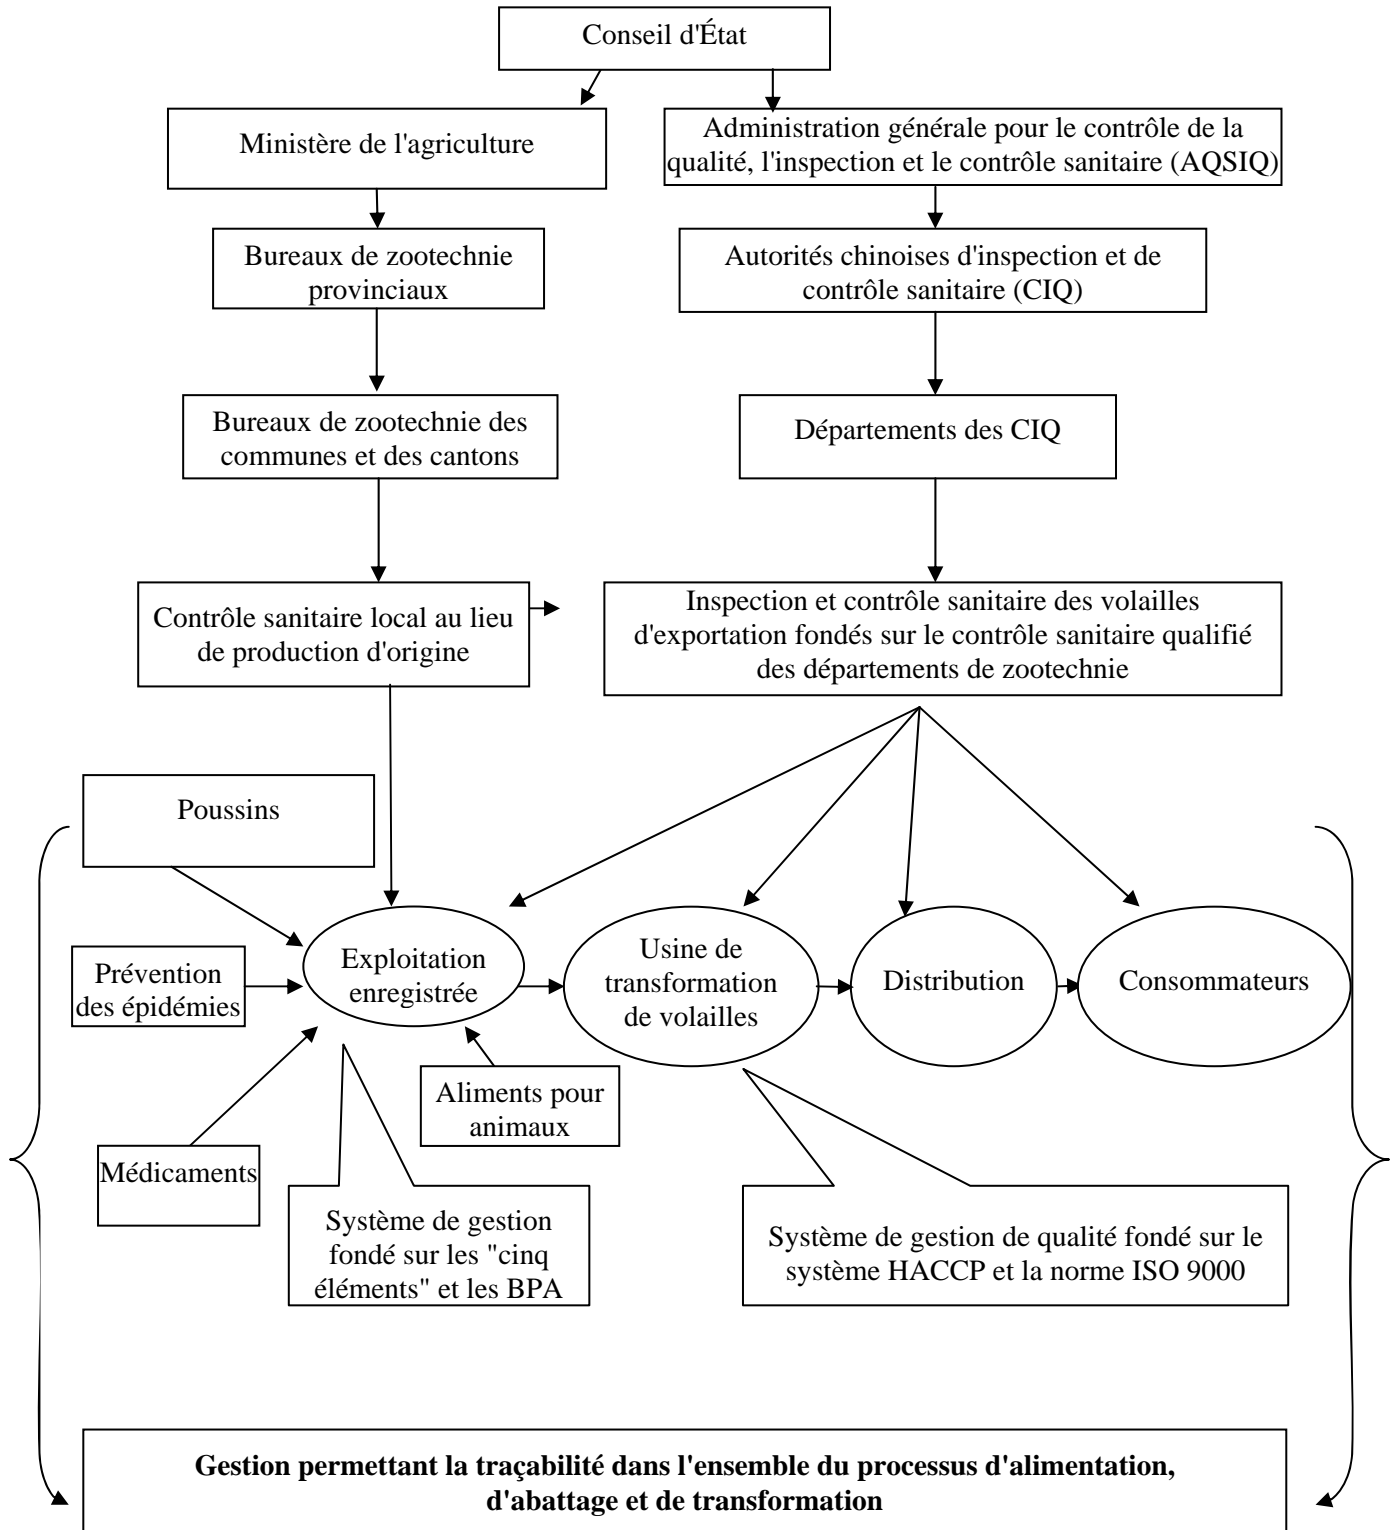 Conseil d'État
Ministère de l'agriculture
Administration générale pour le contrôle de la
qualité, l'inspection et le contrôle sanitaire (AQSIQ)
Bureaux de zootechnie
provinciaux
Autorités chinoises d'inspection et de
contrôle sanitaire (CIQ)
Bureaux de zootechnie des
communes et des cantons
Départements des CIQ
Contrôle sanitaire local au lieu
de production d'origine
Inspection et contrôle sanitaire des volailles
d'exportation fondés sur le contrôle sanitaire qualifié
des départements de zootechnie
Poussins
Prévention
des épidémies
Exploitation
enregistrée
Usine de
transformation
de volailles
Distribution
Consommateurs
Aliments pour
animaux
Médicaments
Système de gestion
fondé sur les "cinq
éléments" et les BPA
Système de gestion de qualité fondé sur le
système HACCP et la norme ISO 9000
Gestion permettant la traçabilité dans l'ensemble du processus d'alimentation,
d'abattage et de transformation